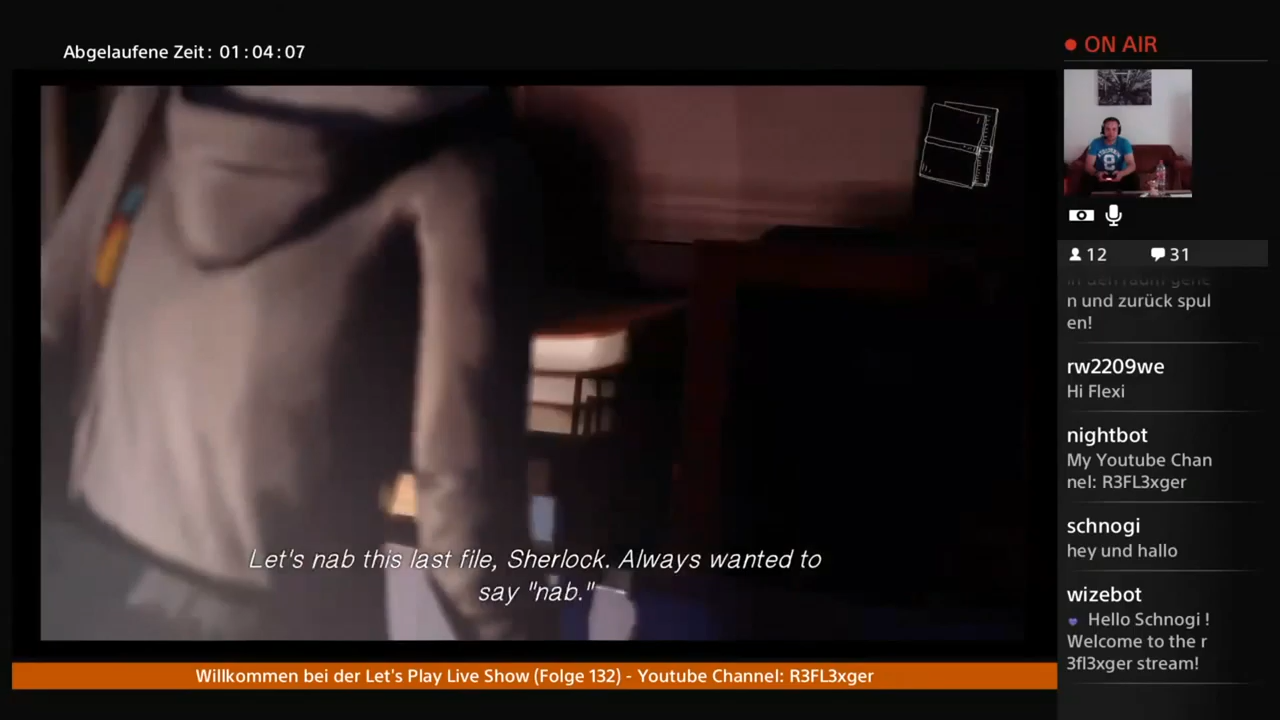 Abgelaufene Zeit: 01:04:07
ON AIR
12 31
n und zurück spul
en!
rw2209we
Hi Flexi
nightbot
My Youtube Chan
nel: R3FL3xger
schnogi
hey und hallo
wizebot
Hello Schnogi !
Welcome to the r
3fl3xger stream!
Let's nab this last file, Sherlock. Always wanted to
say "nab."
Willkommen bei der Let's Play Live Show (Folge 132) - Youtube Channel: R3FL3xger